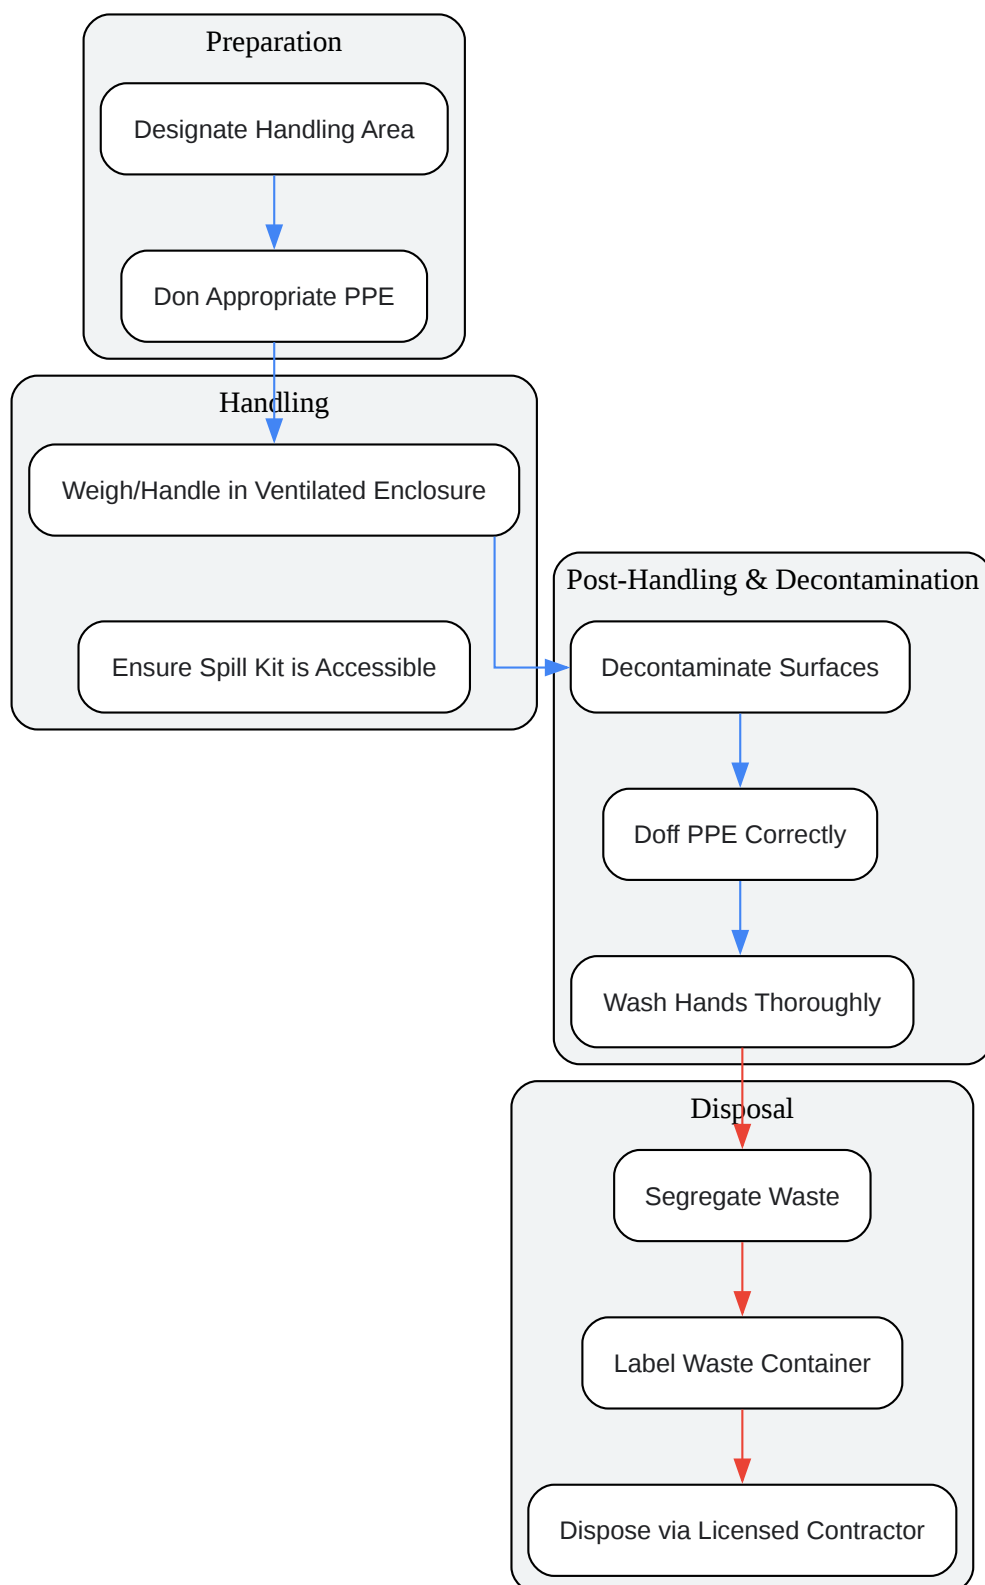 Preparation
Designate Handling Area
Don Appropriate PPE
Handling
Weigh/Handle in Ventilated Enclosure
Ensure Spill Kit is Accessible
Post-Handling & Decontamination
Decontaminate Surfaces
Doff PPE Correctly
Wash Hands Thoroughly
Disposal
Segregate Waste
Label Waste Container
Dispose via Licensed Contractor